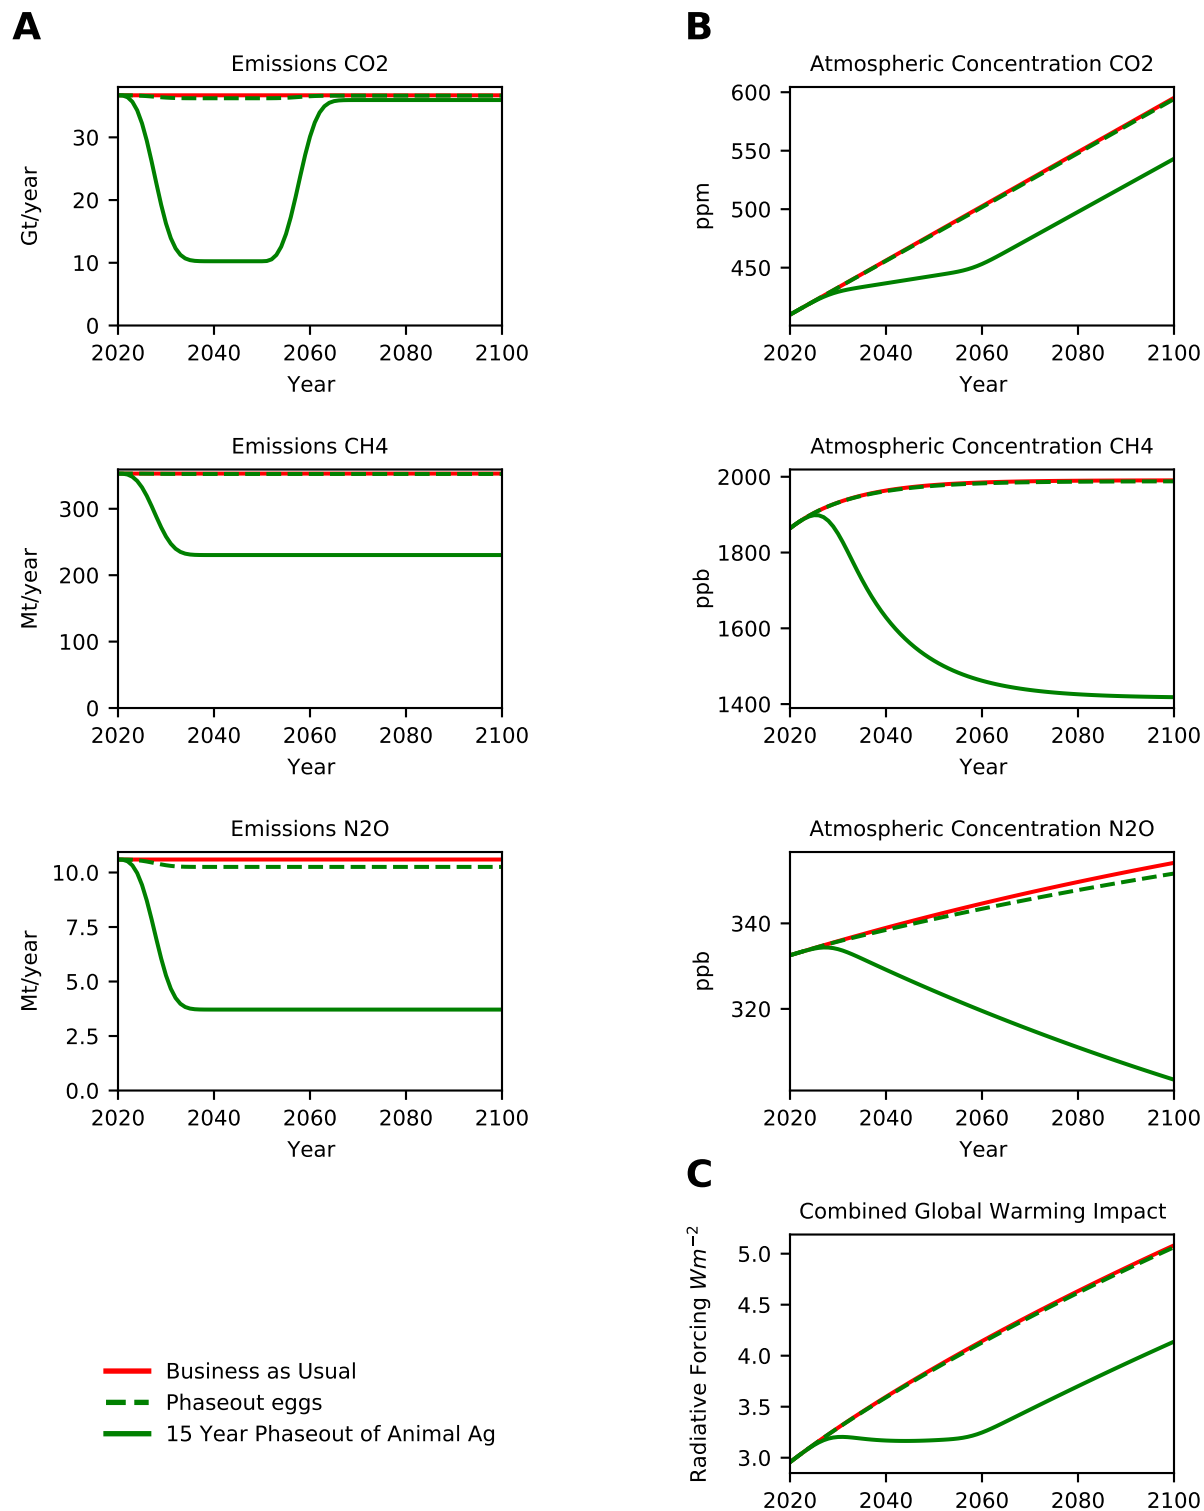 A
B
Emissions CO2
Gt/year
30
20
10
0
2020 2040 2060 2080 2100
Year
Atmospheric Concentration CO2
ppm
600
550
500
450
2020 2040 2060 2080 2100
Year
Emissions CH4
Mt/year
300
200
100
0
2020 2040 2060 2080 2100
Year
Atmospheric Concentration CH4
ppb
2000
1800
1600
1400
2020 2040 2060 2080 2100
Year
Emissions N2O
Mt/year
10.0
7.5
5.0
2.5
0.0
2020 2040 2060 2080 2100
Year
Atmospheric Concentration N2O
ppb
340
320
2020 2040 2060 2080 2100
Year
C
Combined Global Warming Impact
Radiative Forcing Wm⁻²
5.0
4.5
4.0
3.5
3.0
2020 2040 2060 2080 2100
Business as Usual
Phaseout eggs
15 Year Phaseout of Animal Ag